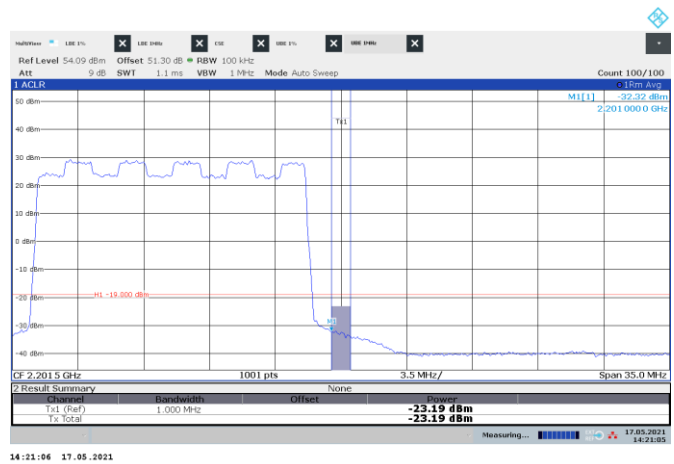 MultiView LBE 1% X LBE 1MHz X CSE X UBE 1% X UBE 1MHz X
Ref Level 54.09 dBm Offset 51.30 dB RBW 100 kHz
Att 9 dB SWT 1.1 ms VBW 1 MHz Mode Auto Sweep Count 100/100
1 ACLR 1Rm Avg
M1[1] -32.32 dBm
2.201 000 0 GHz
50 dBm
Tx1
40 dBm
30 dBm
20 dBm
10 dBm
0 dBm
-10 dBm
H1 -19.000 dBm
-20 dBm
M1
-30 dBm
-40 dBm
CF 2.2015 GHz 1001 pts 3.5 MHz/ Span 35.0 MHz
2 Result Summary None
Channel Bandwidth Offset Power
Tx1 (Ref) 1.000 MHz -23.19 dBm
Tx Total -23.19 dBm
Measuring... 17.05.2021
14:21:05
14:21:06 17.05.2021